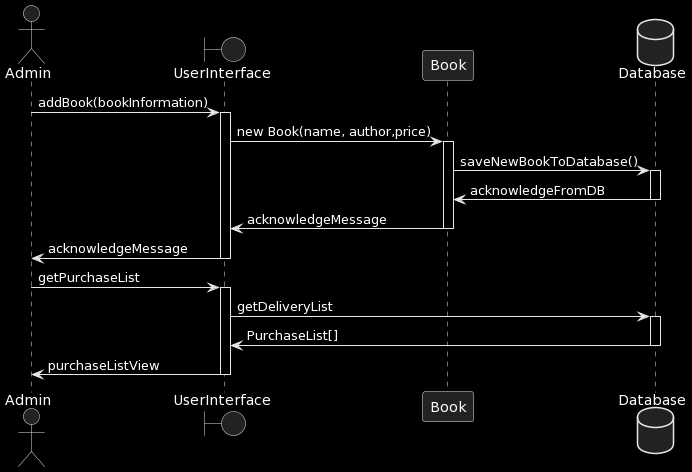 Admin
UserInterface
Book
Database
addBook(bookInformation)
new Book(name, author,price)
saveNewBookToDatabase()
acknowledgeFromDB
acknowledgeMessage
acknowledgeMessage
getPurchaseList
getDeliveryList
PurchaseList[]
purchaseListView
Admin
UserInterface
Book
Database